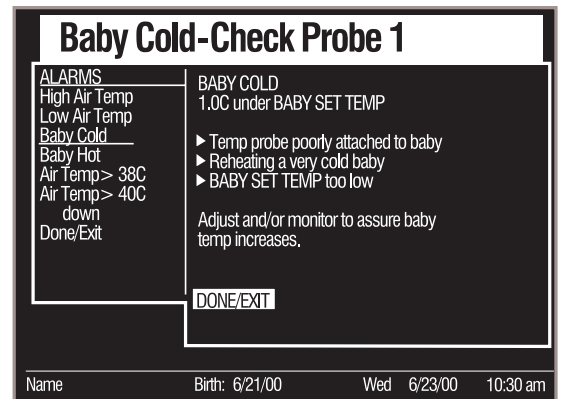 Baby Cold-Check Probe 1
ALARMS
High Air Temp
Low Air Temp
Baby Cold
Baby Hot
Air Temp> 38C
Air Temp> 40C
down
Done/Exit
BABY COLD
1.0C under BABY SET TEMP
▶ Temp probe poorly attached to baby
▶ Reheating a very cold baby
▶ BABY SET TEMP too low
Adjust and/or monitor to assure baby
temp increases.
DONE/EXIT
Name Birth: 6/21/00 Wed 6/23/00 10:30 am